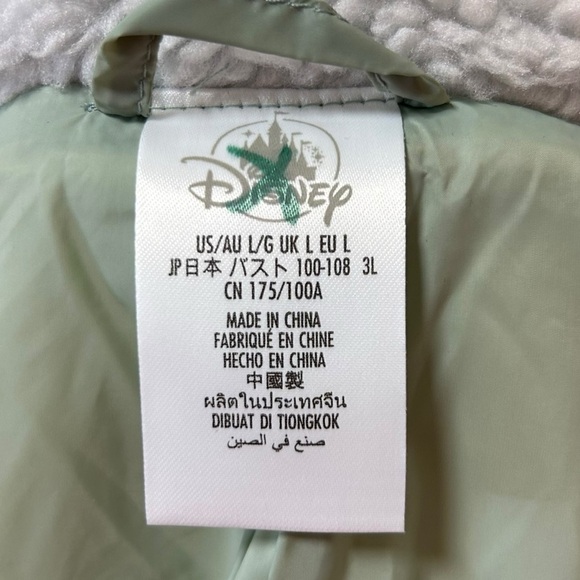 DISNEY
US/AU L/G UK L EU L
JP日本 バスト 100-108 3L
CN 175/100A
MADE IN CHINA
FABRIQUÉ EN CHINE
HECHO EN CHINA
中國製
ผลิตในประเทศจีน
DIBUAT DI TIONGKOK
صنع في الصين